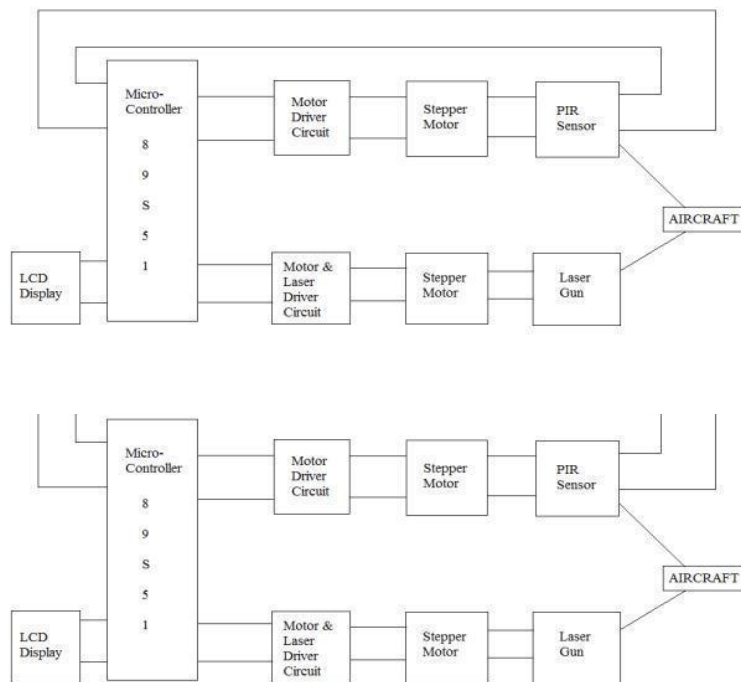 Micro-
Controller
8
9
S
5
1
Motor
Driver
Circuit
Stepper
Motor
PIR
Sensor
AIRCRAFT
LCD
Display
Motor &
Laser
Driver
Circuit
Stepper
Motor
Laser
Gun
Micro-
Controller
8
9
S
5
1
Motor
Driver
Circuit
Stepper
Motor
PIR
Sensor
AIRCRAFT
LCD
Display
Motor &
Laser
Driver
Circuit
Stepper
Motor
Laser
Gun